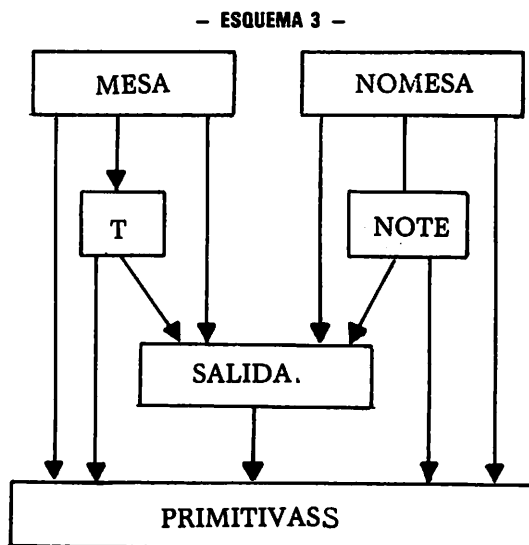 – ESQUEMA 3 –
MESA
NOMESA
T
NOTE
SALIDA.
PRIMITIVASS